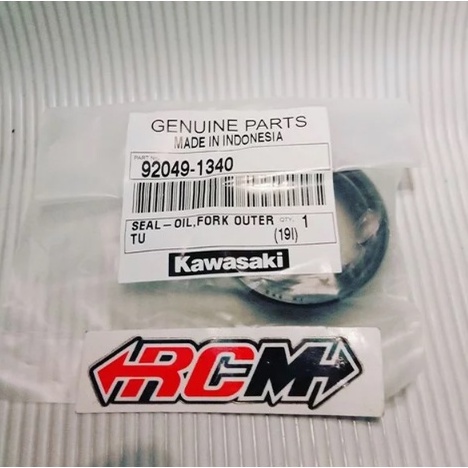 GENUINE PARTS
MADE IN INDONESIA
PART No.
92049-1340
SEAL-OIL,FORK OUTER QTY. 1
TU (19I)
Kawasaki
RCM